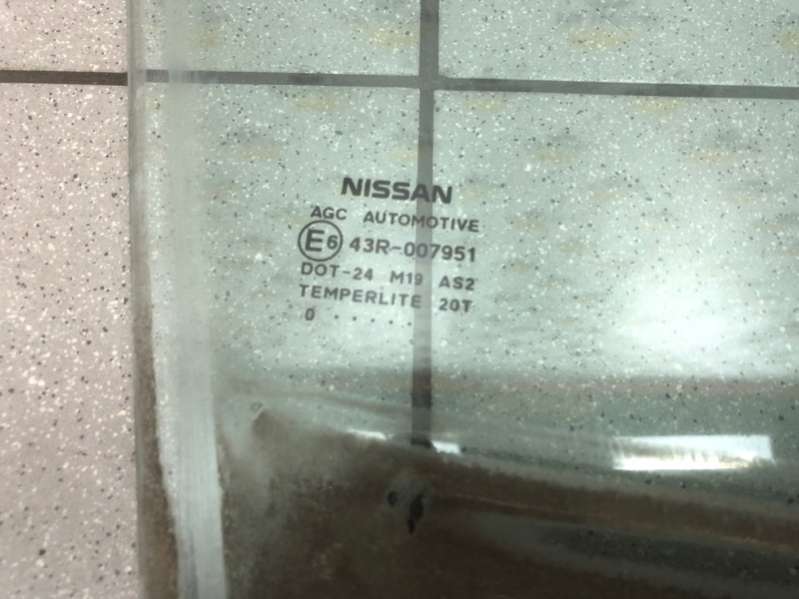 NISSAN
AGC AUTOMOTIVE
E6 43R-007951
DOT-24 M19 AS2
TEMPERLITE 20T
0 . . . . .